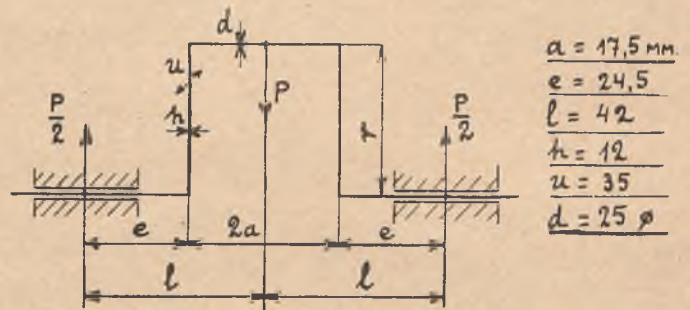 d
u
P
P/2
h
r
P/2
e
2a
e
l
l
a = 17,5 мм.
e = 24,5
l = 42
h = 12
u = 35
d = 25 ø